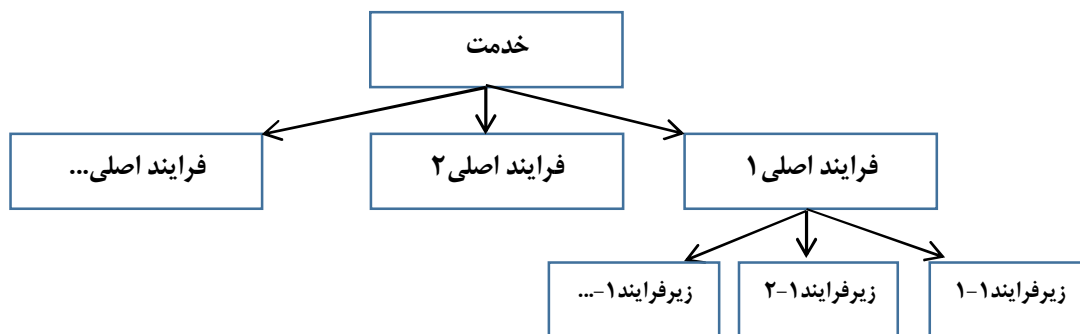 خدمت
فرایند اصلی۱
فرایند اصلی۲
فرایند اصلی...
زیرفرایند۱-۱
زیرفرایند۱-۲
زیرفرایند۱-...